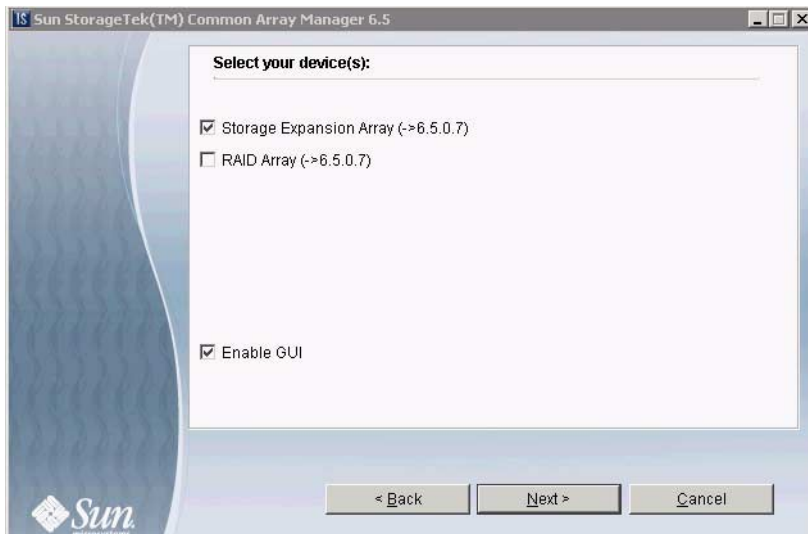 Sun StorageTek(TM) Common Array Manager 6.5
Select your device(s):
Storage Expansion Array (->6.5.0.7)
RAID Array (->6.5.0.7)
Enable GUI
< Back
Next >
Cancel
Sun
microsystems